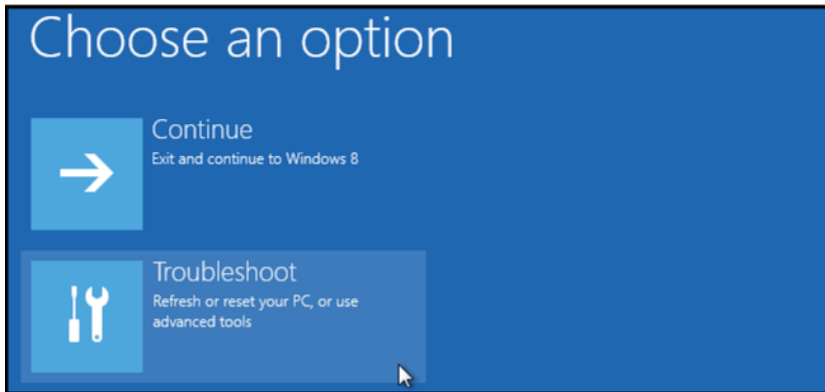 Choose an option
Continue
Exit and continue to Windows 8
Troubleshoot
Refresh or reset your PC, or use
advanced tools